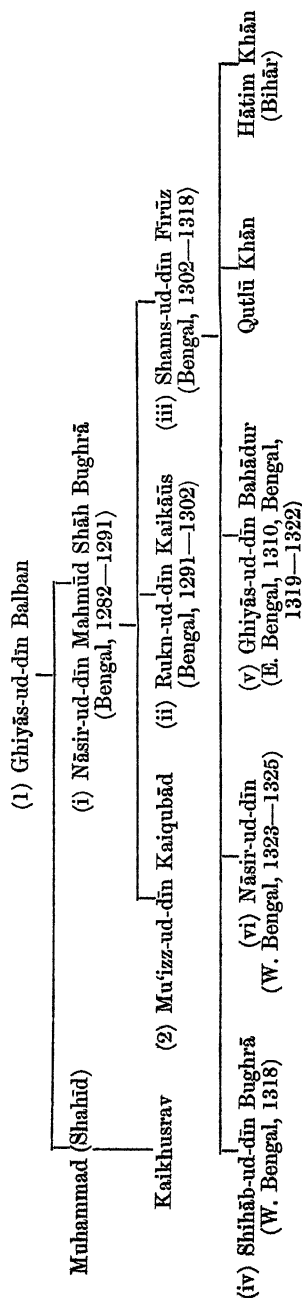 (1) Ghiyās-ud-dīn Balban
Muhammad (Shahīd)
(i) Nāsir-ud-dīn Mahmūd Shāh Bughrā
(Bengal, 1282—1291)
Kaikhusrav
(2) Mu‘izz-ud-dīn Kaiqubād
(ii) Rukn-ud-dīn Kaikāūs
(Bengal, 1291—1302)
(iii) Shams-ud-dīn Fīrūz
(Bengal, 1302—1318)
(iv) Shihāb-ud-dīn Bughrā
(W. Bengal, 1318)
(vi) Nāsir-ud-dīn
(W. Bengal, 1323—1325)
(v) Ghiyās-ud-dīn Bahādur
(E. Bengal, 1310, Bengal,
1319—1322)
Qutlū Khān
Hātim Khān
(Bihār)